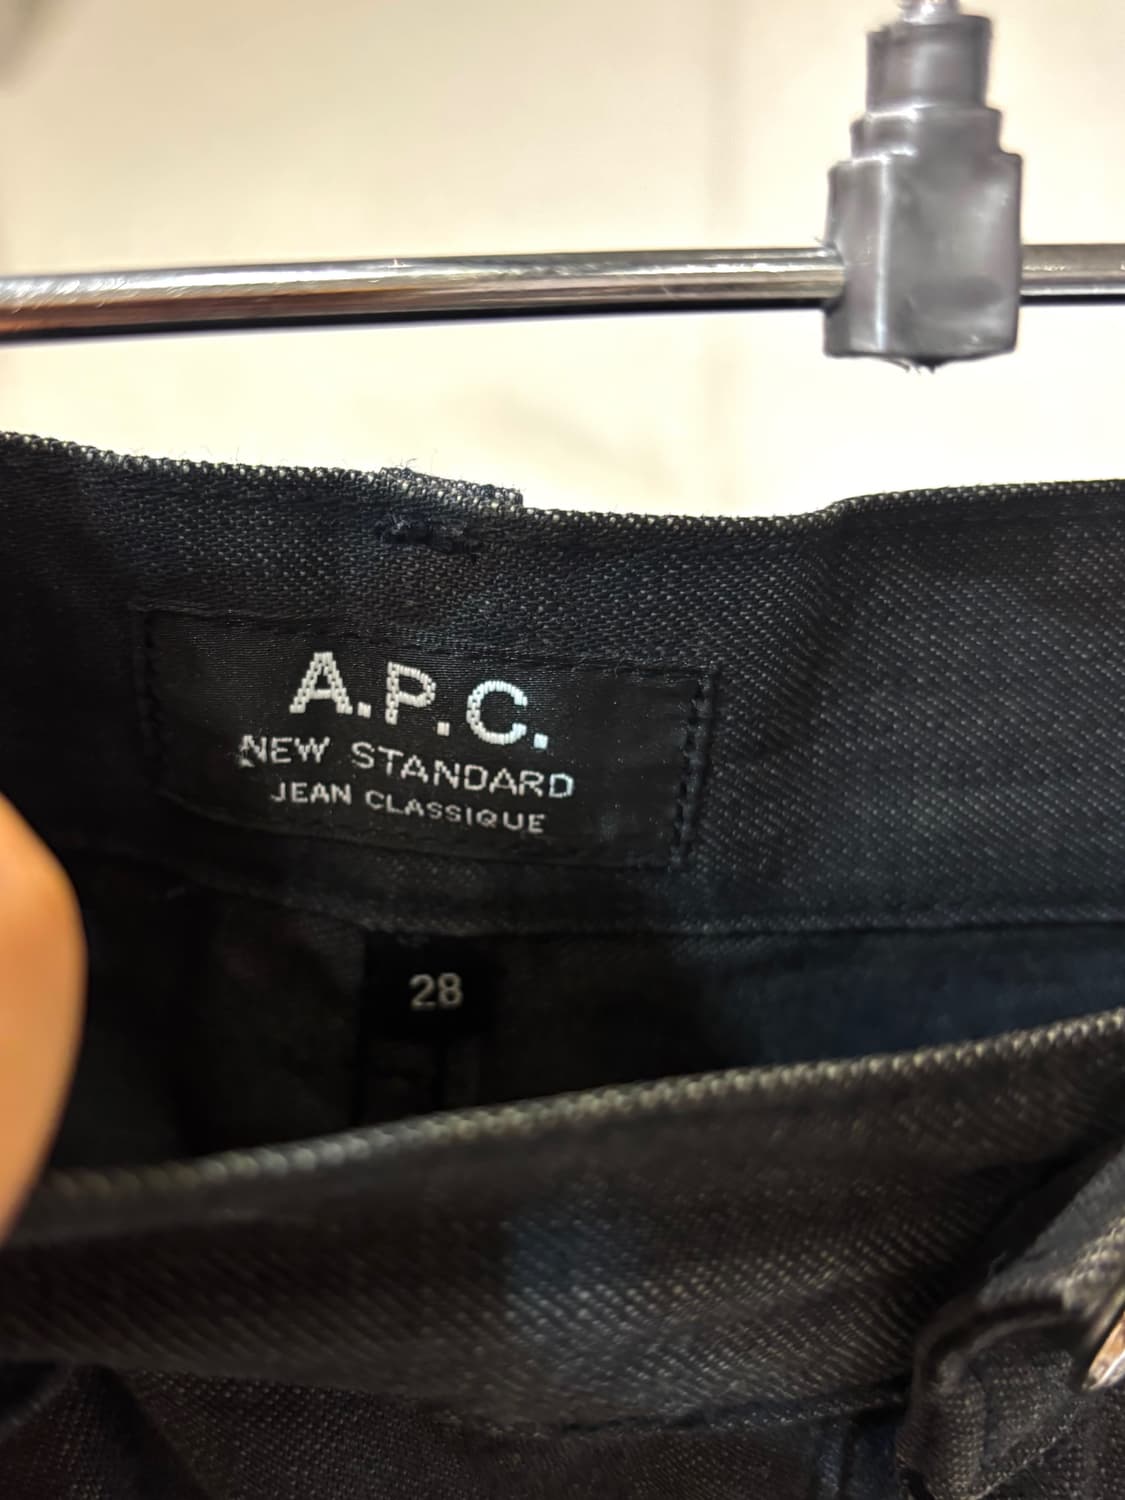 A.P.C.
NEW STANDARD
JEAN CLASSIQUE
28